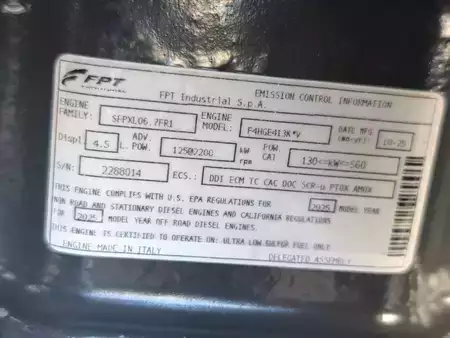 FPT
FPT Industrial S.p.A. EMISSION CONTROL INFORMATION
ENGINE FAMILY: SFPXL06.7FR1 ENGINE MODEL: F4HGE413K*V DATE MFG 10-25
Displ. 4.5 ADV. L. POW. 125@2200 kW rpm POW. CAT. 130<=kW<=560
S/N: 2288014 ECS.: DDI ECM TC CAC DOC SCR-u PTOX AMOX
THIS ENGINE COMPLIES WITH U.S. EPA REGULATIONS FOR 2025 MODEL YEAR
NON ROAD AND STATIONARY DIESEL ENGINES AND CALIFORNIA REGULATIONS
FOR 2025 MODEL YEAR OFF ROAD DIESEL ENGINES.
THIS ENGINE IS CERTIFIED TO OPERATE ON: ULTRA LOW SULFUR FUEL ONLY
ENGINE MADE IN ITALY DELEGATED ASSEMBLY